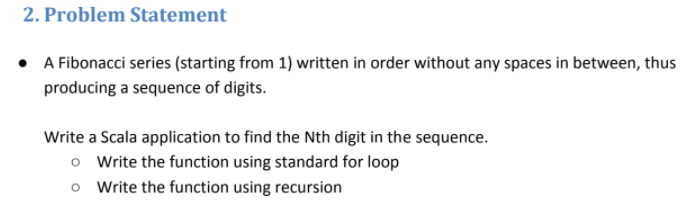 2. Problem Statement
● A Fibonacci series (starting from 1) written in order without any spaces in between, thus
producing a sequence of digits.
Write a Scala application to find the Nth digit in the sequence.
○ Write the function using standard for loop
○ Write the function using recursion